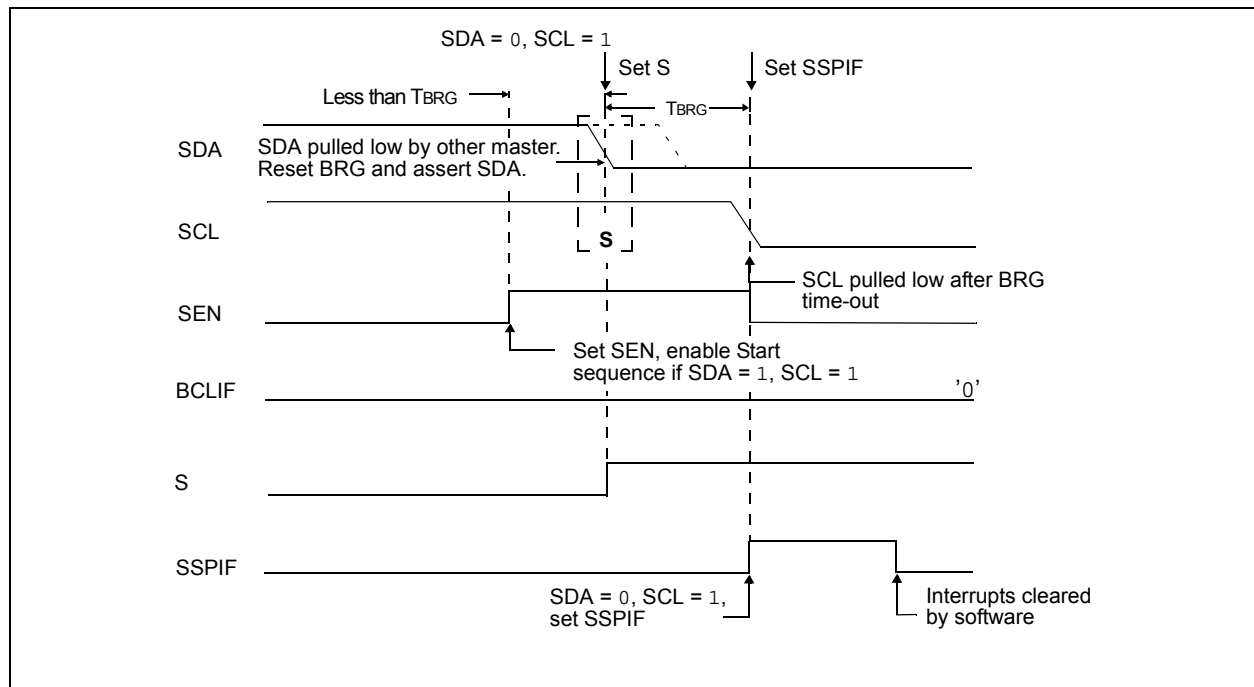 SDA = 0, SCL = 1
Set S
Set SSPIF
Less than TBRG
TBRG
SDA
SDA pulled low by other master.
Reset BRG and assert SDA.
SCL
S
SCL pulled low after BRG
time-out
SEN
Set SEN, enable Start
sequence if SDA = 1, SCL = 1
BCLIF
'0'
S
SSPIF
SDA = 0, SCL = 1,
set SSPIF
Interrupts cleared
by software